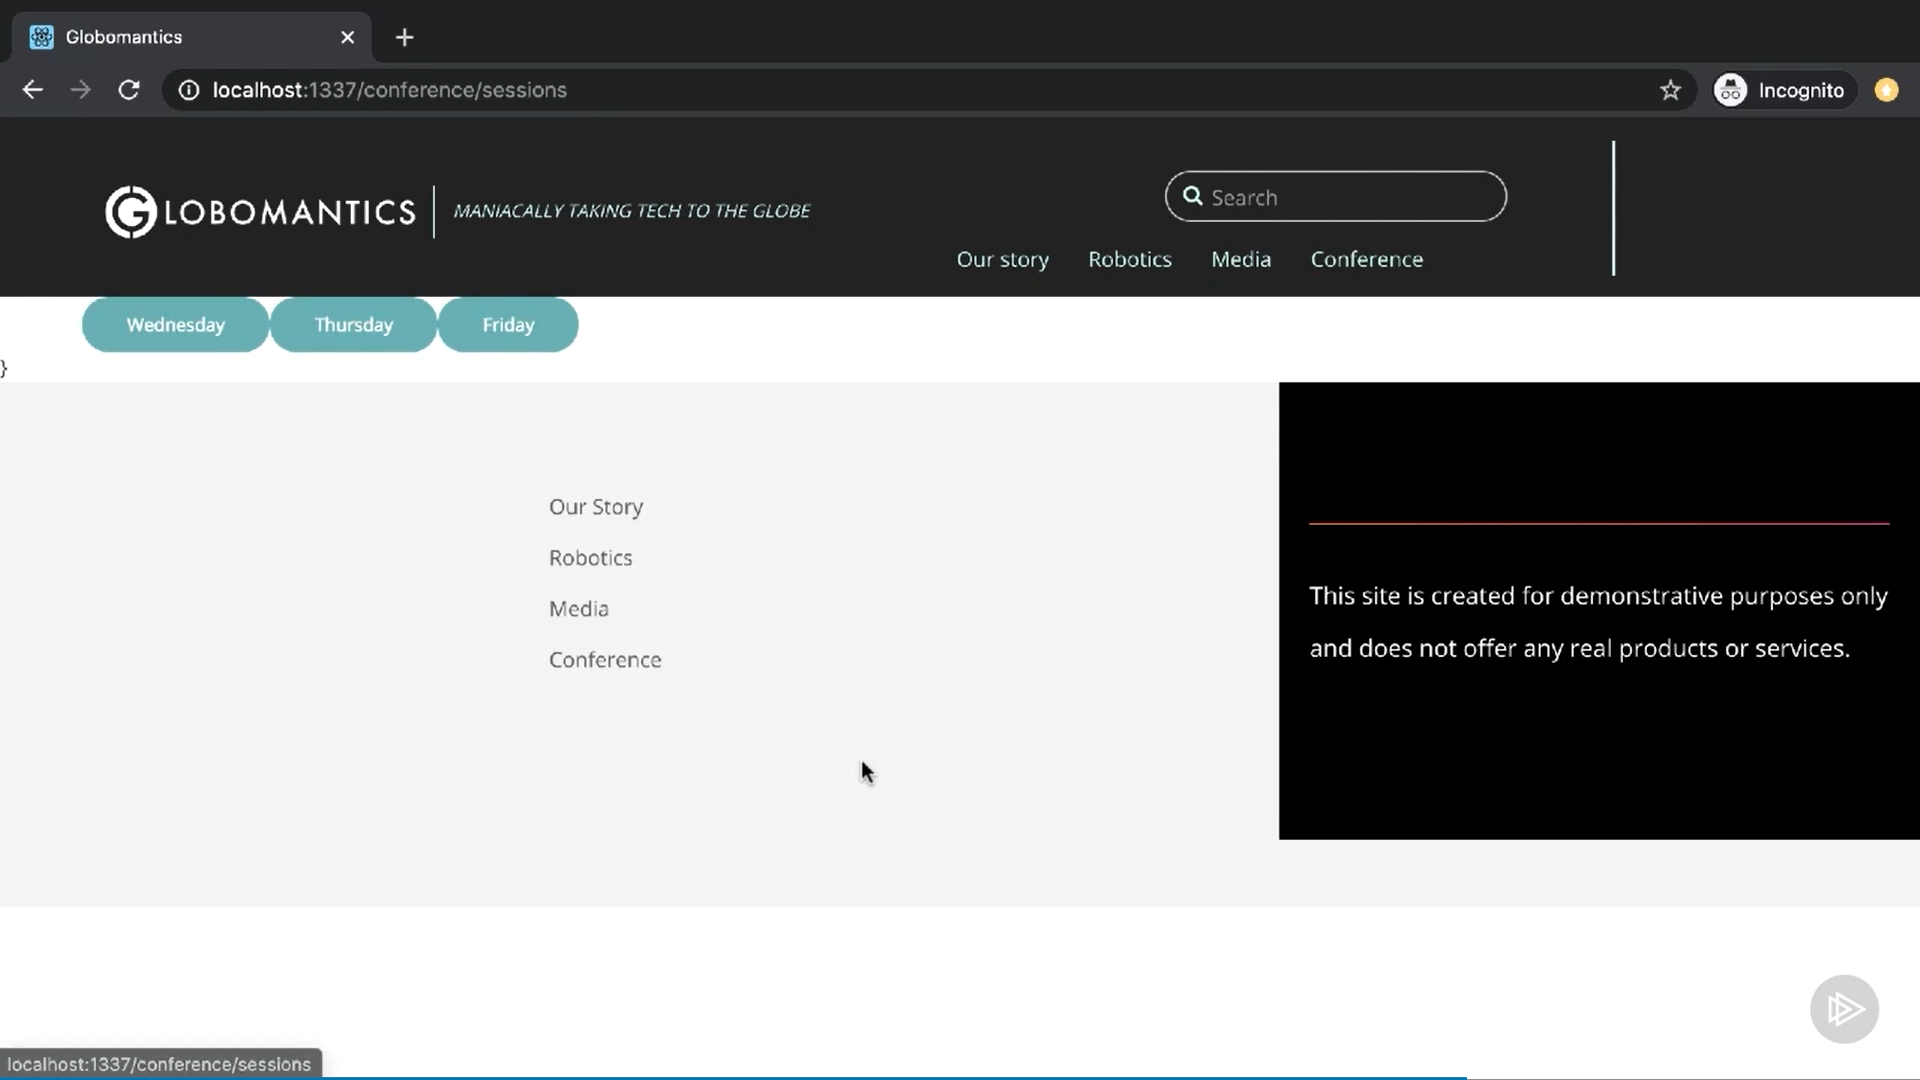 Globomantics
localhost:1337/conference/sessions
Incognito
GLOBOMANTICS
MANIACALLY TAKING TECH TO THE GLOBE
Search
Our story Robotics Media Conference
Wednesday Thursday Friday
}
Our Story
Robotics
Media
Conference
This site is created for demonstrative purposes only
and does not offer any real products or services.
localhost:1337/conference/sessions